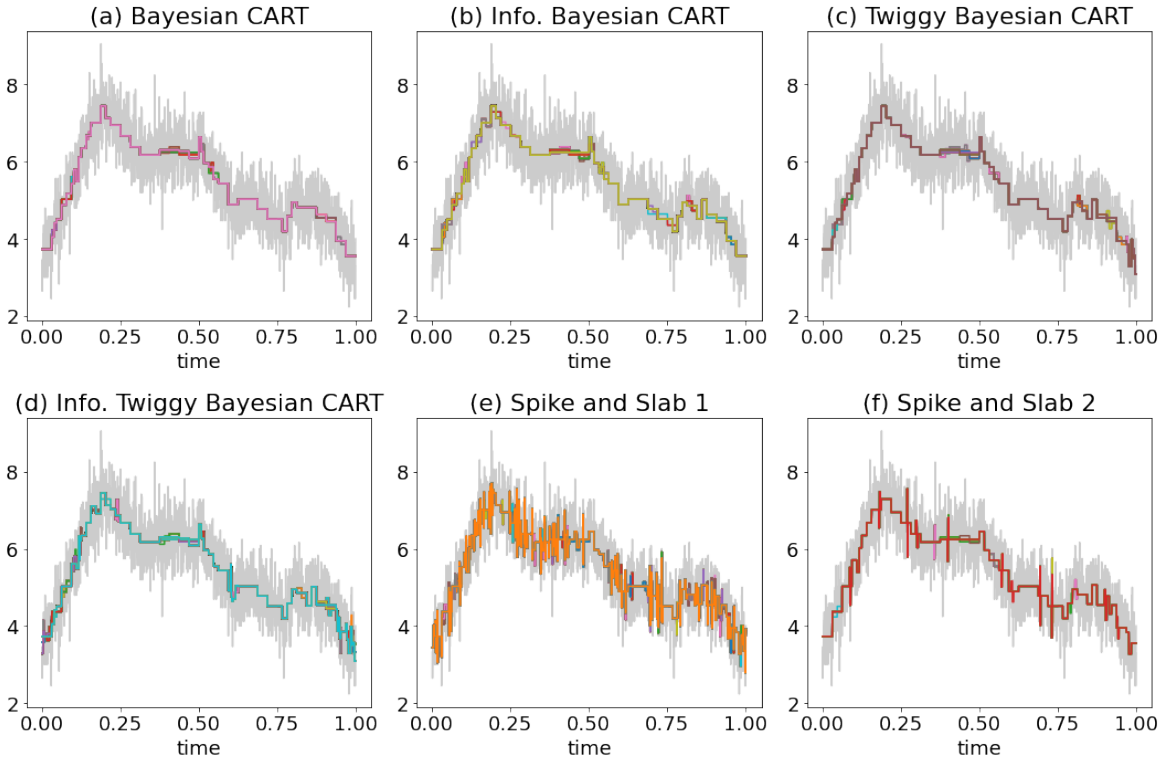 (a) Bayesian CART
8
6
4
2
0.00 0.25 0.50 0.75 1.00
time
(b) Info. Bayesian CART
8
6
4
2
0.00 0.25 0.50 0.75 1.00
time
(c) Twiggy Bayesian CART
8
6
4
2
0.00 0.25 0.50 0.75 1.00
time
(d) Info. Twiggy Bayesian CART
8
6
4
2
0.00 0.25 0.50 0.75 1.00
time
(e) Spike and Slab 1
8
6
4
2
0.00 0.25 0.50 0.75 1.00
time
(f) Spike and Slab 2
8
6
4
2
0.00 0.25 0.50 0.75 1.00
time